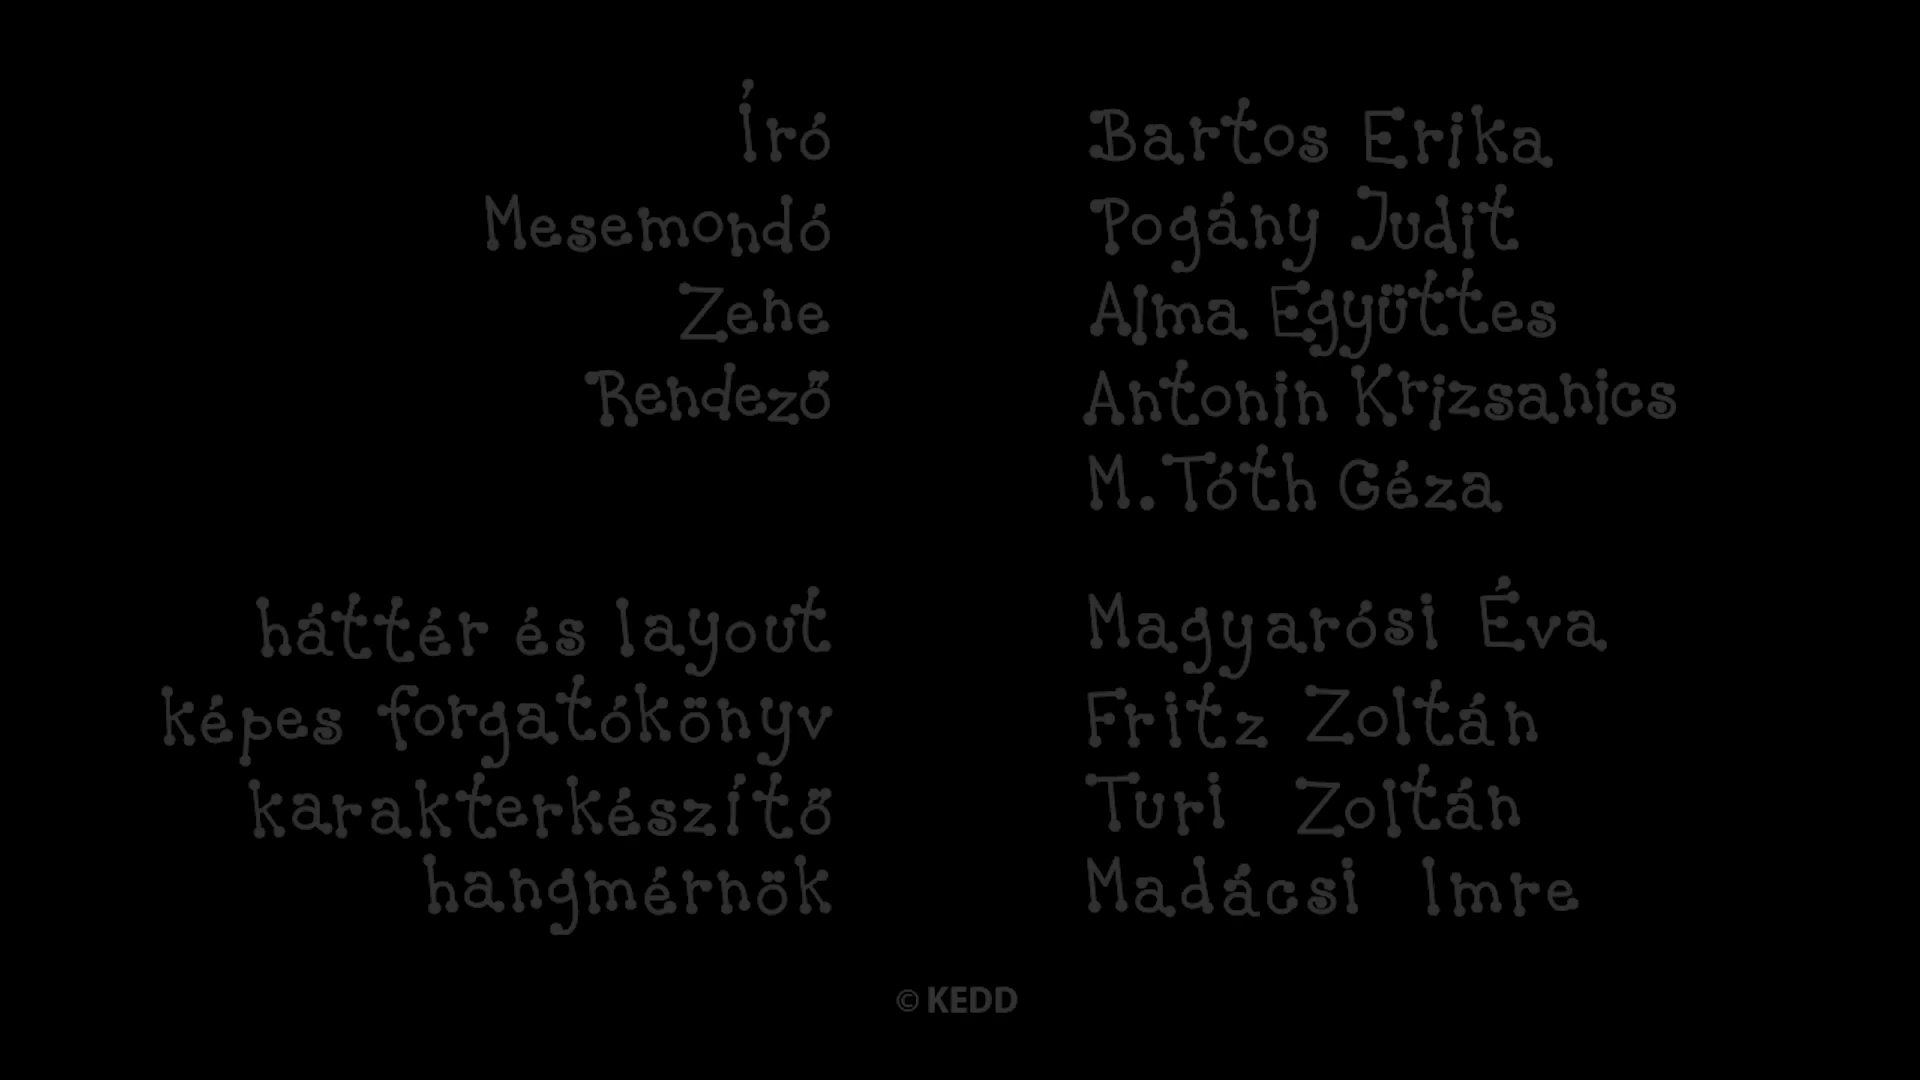 Író Bartos Erika
Mesemondó Pogány Judit
Zene Alma Együttes
Rendező Antonin Krizsanics
M. Tóth Géza
háttér és layout Magyarósi Éva
képes forgatókönyv Fritz Zoltán
karakterkészítő Turi Zoltán
hangmérnök Madácsi Imre
© KEDD